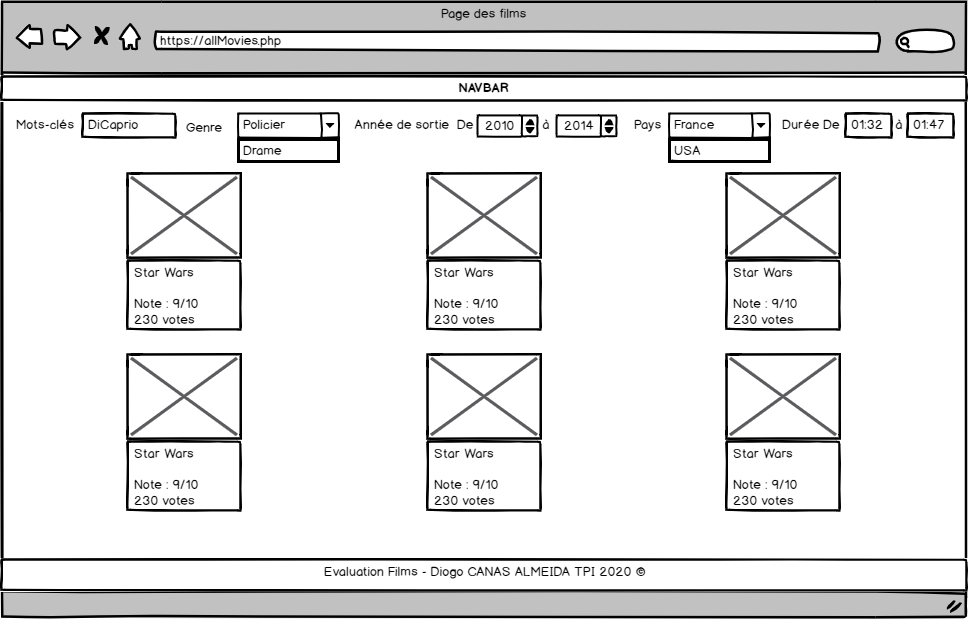 Page des films
https://allMovies.php
NAVBAR
Mots-clés DiCaprio Genre Policier Année de sortie De 2010 à 2014 Pays France Durée De 01:32 à 01:47
Drame USA
Star Wars Star Wars Star Wars
Note : 9/10 Note : 9/10 Note : 9/10
230 votes 230 votes 230 votes
Star Wars Star Wars Star Wars
Note : 9/10 Note : 9/10 Note : 9/10
230 votes 230 votes 230 votes
Evaluation Films - Diogo CANAS ALMEIDA TPI 2020 ©